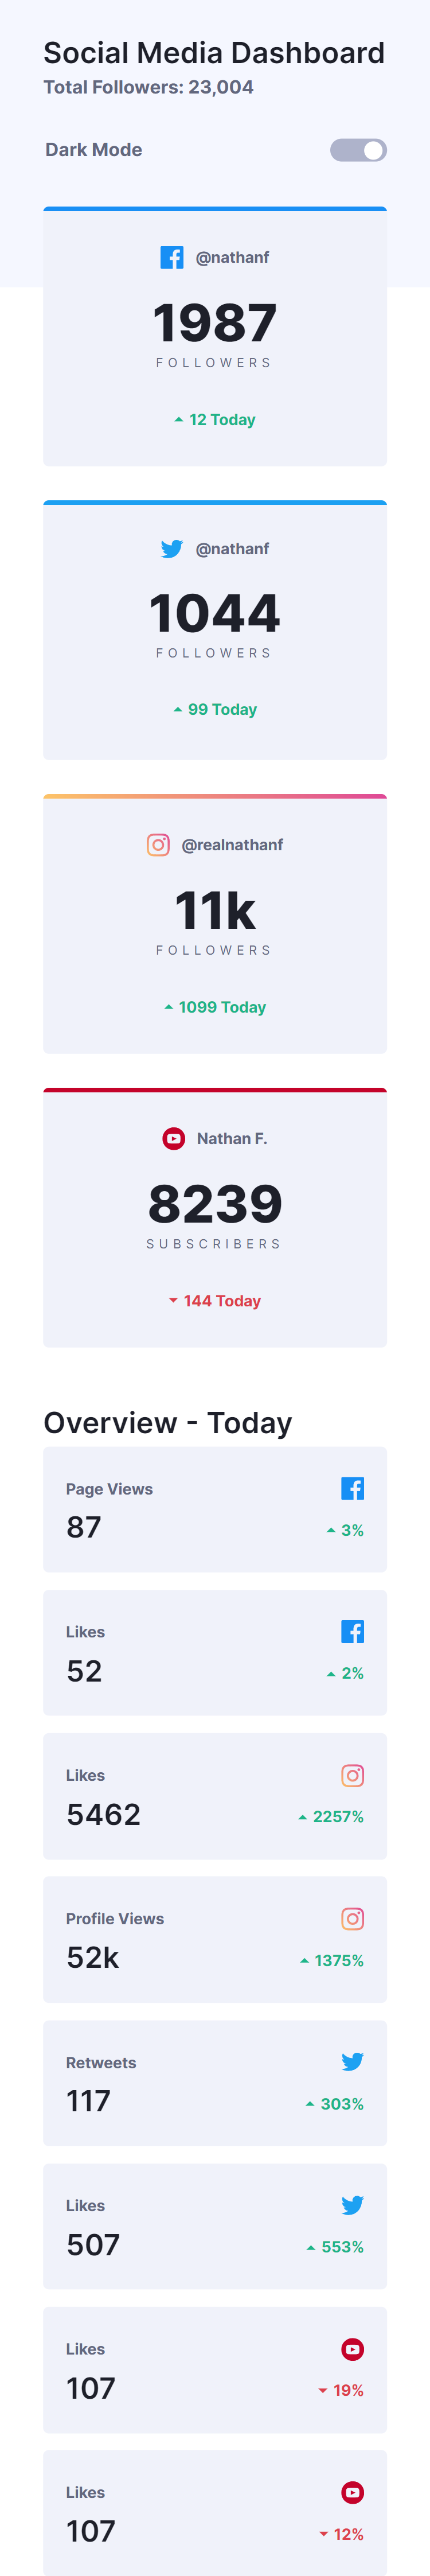 Social Media Dashboard
Total Followers: 23,004
Dark Mode
@nathanf
1987
FOLLOWERS
12 Today
@nathanf
1044
FOLLOWERS
99 Today
@realnathanf
11k
FOLLOWERS
1099 Today
Nathan F.
8239
SUBSCRIBERS
144 Today
Overview - Today
Page Views
87
3%
Likes
52
2%
Likes
5462
2257%
Profile Views
52k
1375%
Retweets
117
303%
Likes
507
553%
Likes
107
19%
Likes
107
12%